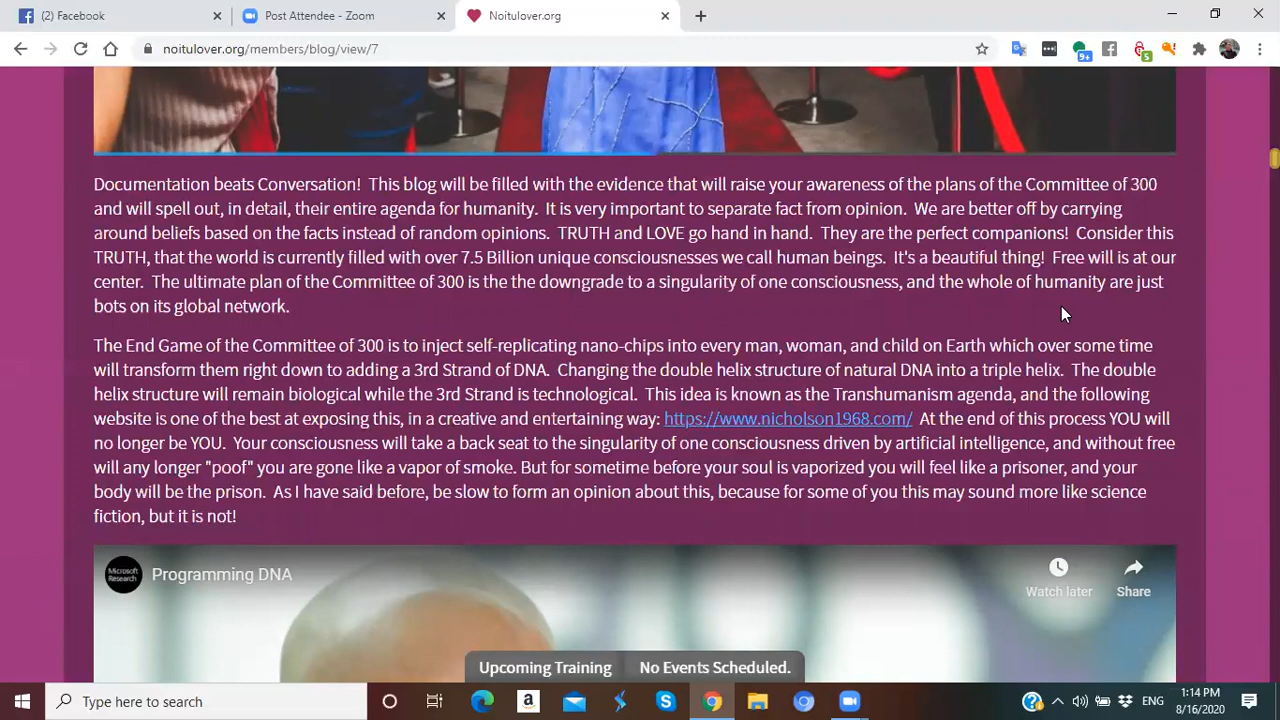 (2) Facebook
Post Attendee - Zoom
Noitulover.org
noitulover.org/members/blog/view/7
9+
5
Documentation beats Conversation!  This blog will be filled with the evidence that will raise your awareness of the plans of the Committee of 300
and will spell out, in detail, their entire agenda for humanity.  It is very important to separate fact from opinion.  We are better off by carrying
around beliefs based on the facts instead of random opinions.  TRUTH and LOVE go hand in hand.  They are the perfect companions!  Consider this
TRUTH, that the world is currently filled with over 7.5 Billion unique consciousnesses we call human beings.  It's a beautiful thing!  Free will is at our
center.  The ultimate plan of the Committee of 300 is the the downgrade to a singularity of one consciousness, and the whole of humanity are just
bots on its global network.
The End Game of the Committee of 300 is to inject self-replicating nano-chips into every man, woman, and child on Earth which over some time
will transform them right down to adding a 3rd Strand of DNA.  Changing the double helix structure of natural DNA into a triple helix.  The double
helix structure will remain biological while the 3rd Strand is technological.  This idea is known as the Transhumanism agenda, and the following
website is one of the best at exposing this, in a creative and entertaining way: https://www.nicholson1968.com/  At the end of this process YOU will
no longer be YOU.  Your consciousness will take a back seat to the singularity of one consciousness driven by artificial intelligence, and without free
will any longer "poof" you are gone like a vapor of smoke. But for sometime before your soul is vaporized you will feel like a prisoner, and your
body will be the prison.  As I have said before, be slow to form an opinion about this, because for some of you this may sound more like science
fiction, but it is not!
Microsoft
Research
Programming DNA
Watch later
Share
Upcoming Training
No Events Scheduled.
Type here to search
ENG
1:14 PM
8/16/2020